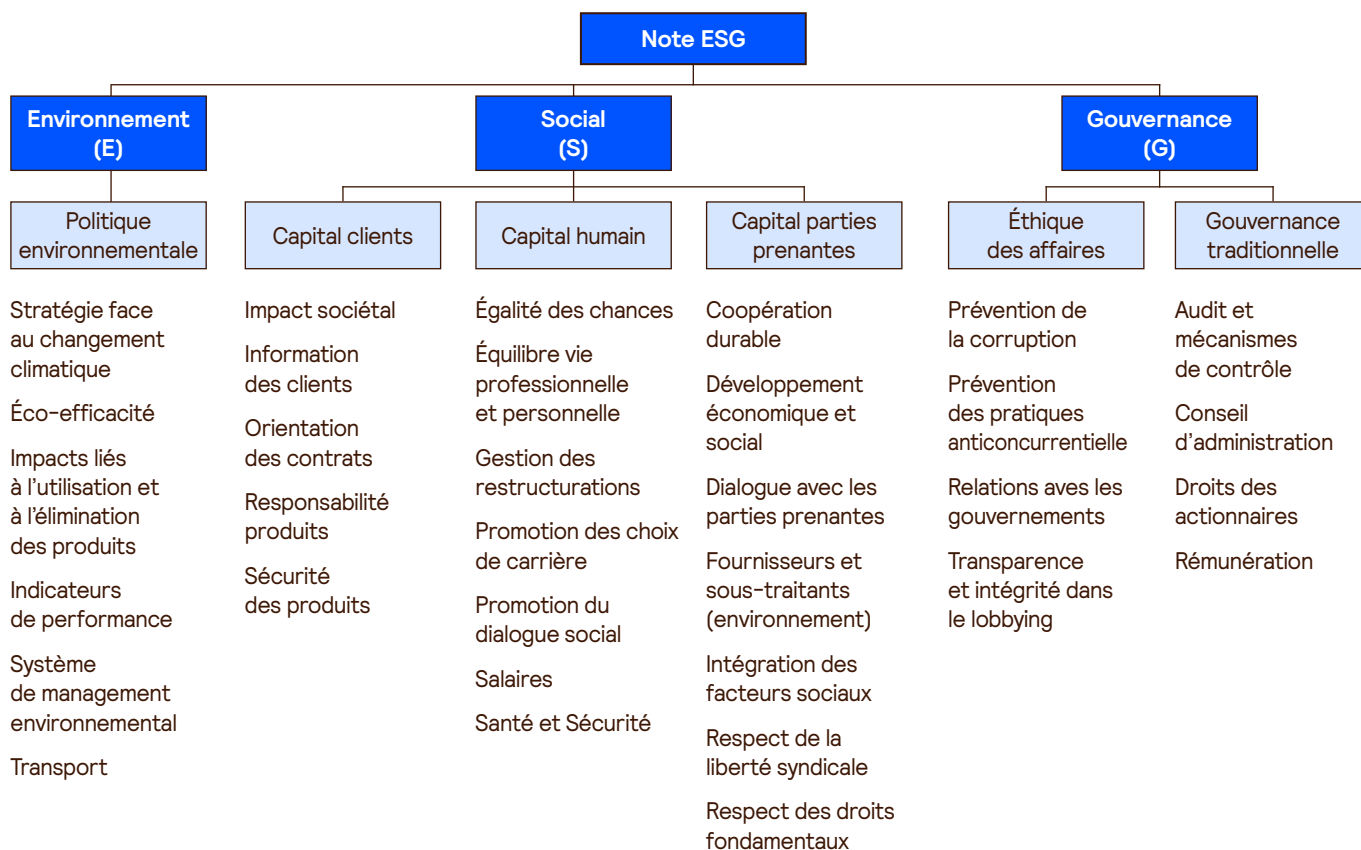 Note ESG
Environnement
(E)
Social
(S)
Gouvernance
(G)
Politique
environnementale
Capital clients
Capital humain
Capital parties
prenantes
Éthique
des affaires
Gouvernance
traditionnelle
Stratégie face
au changement
climatique
Éco-efficacité
Impacts liés
à l'utilisation et
à l'élimination
des produits
Indicateurs
de performance
Système
de management
environnemental
Transport
Impact sociétal
Information
des clients
Orientation
des contrats
Responsabilité
produits
Sécurité
des produits
Égalité des chances
Équilibre vie
professionnelle
et personnelle
Gestion des
restructurations
Promotion des choix
de carrière
Promotion du
dialogue social
Salaires
Santé et Sécurité
Coopération
durable
Développement
économique et
social
Dialogue avec les
parties prenantes
Fournisseurs et
sous-traitants
(environnement)
Intégration des
facteurs sociaux
Respect de la
liberté syndicale
Respect des droits
fondamentaux
Prévention de
la corruption
Prévention
des pratiques
anticoncurrentielle
Relations aves les
gouvernements
Transparence
et intégrité dans
le lobbying
Audit et
mécanismes
de contrôle
Conseil
d'administration
Droits des
actionnaires
Rémunération